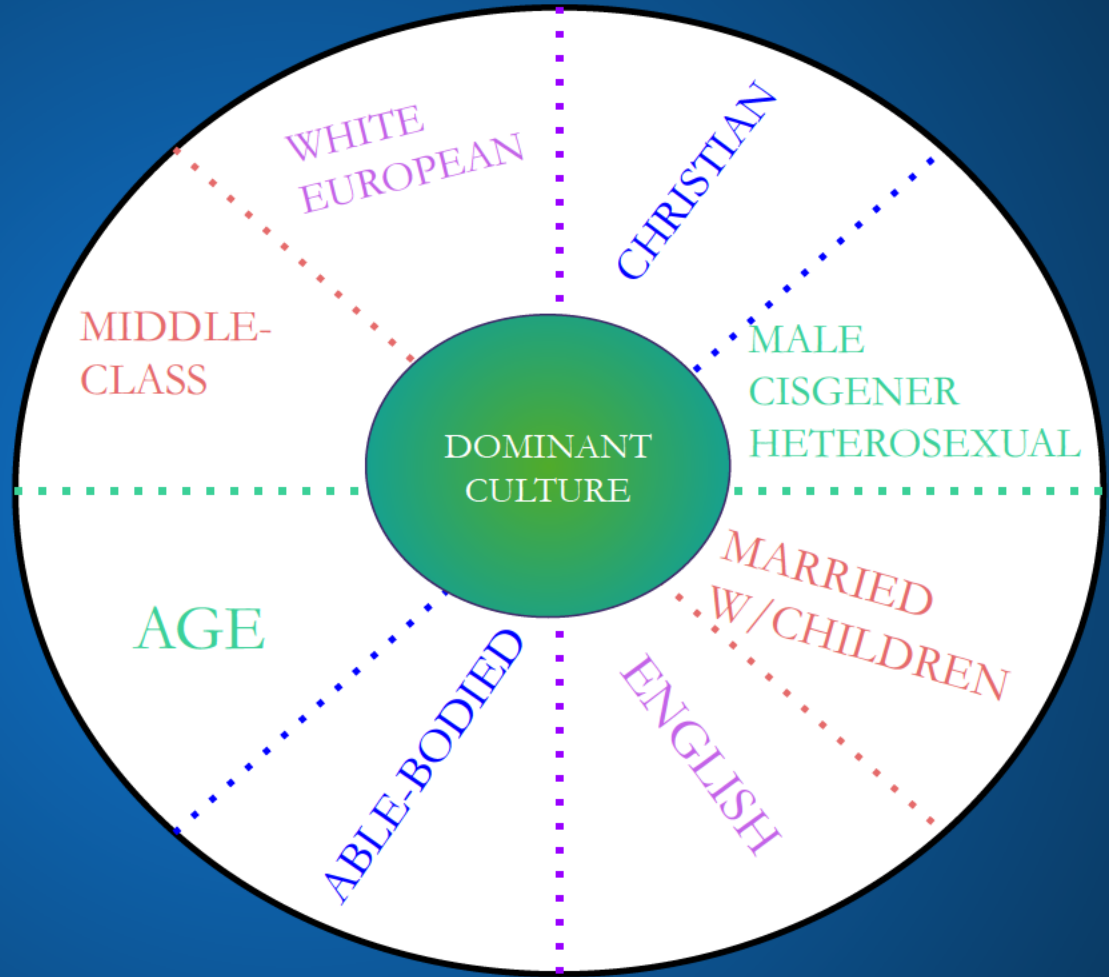 WHITE
EUROPEAN
CHRISTIAN
MIDDLE-
CLASS
MALE
CISGENER
HETEROSEXUAL
DOMINANT
CULTURE
MARRIED
W/CHILDREN
AGE
ABLE-BODIED
ENGLISH